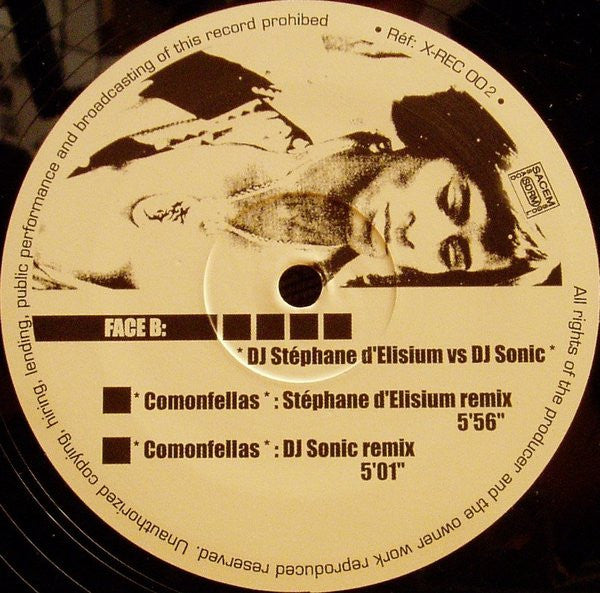 All rights of the producer and the owner work reproduced reserved. Unauthorized copying, hiring, lending, public performance and broadcasting of this record prohibed
• Réf: X-REC 002 •
SACEM
SDRM
FACE B:
* DJ Stéphane d'Elisium vs DJ Sonic *
* Comonfellas * : Stéphane d'Elisium remix
5'56"
* Comonfellas * : DJ Sonic remix
5'01"